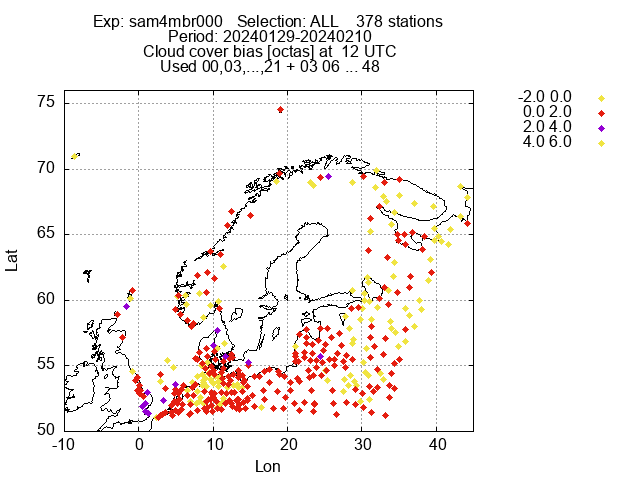 Exp: sam4mbr000 Selection: ALL 378 stations
Period: 20240129-20240210
Cloud cover bias [octas] at 12 UTC
Used 00,03,...,21 + 03 06 ... 48
-2.0 0.0
0.0 2.0
2.0 4.0
4.0 6.0
75
70
65
60
55
50
Lat
-10 0 10 20 30 40
Lon